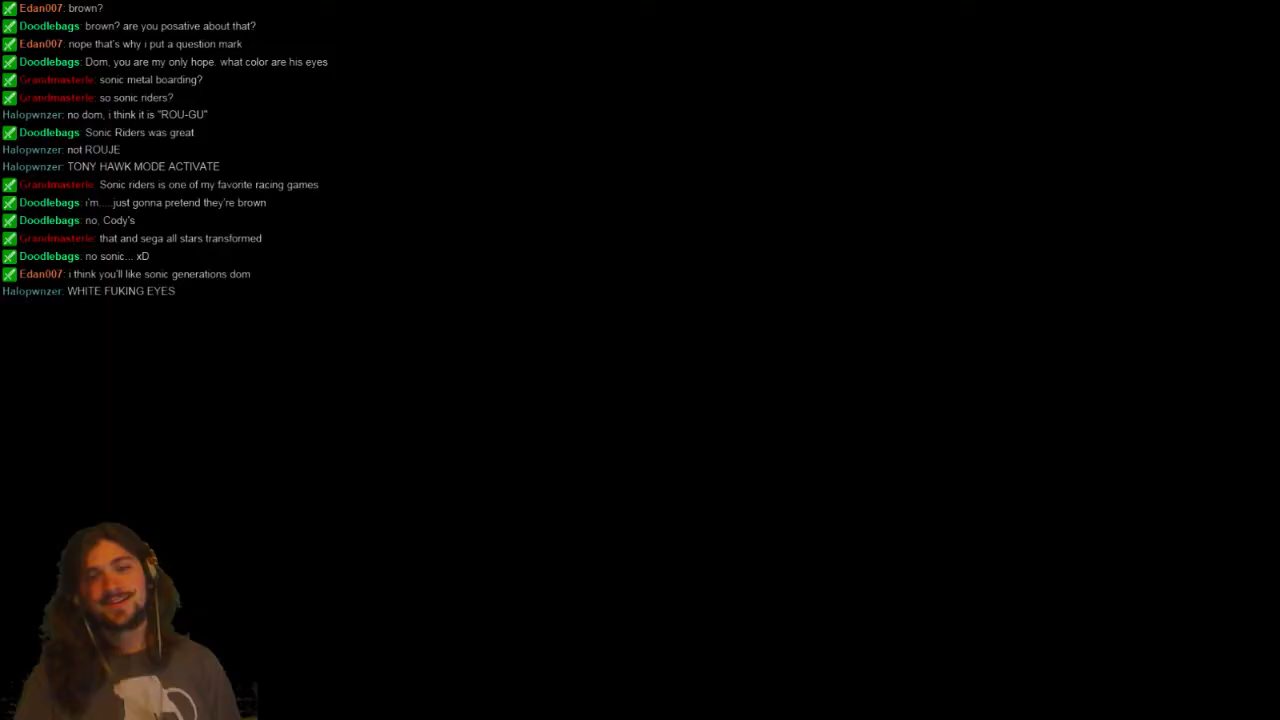 Edan007: brown?
Doodlebags: brown? are you posative about that?
Edan007: nope that's why i put a question mark
Doodlebags: Dom, you are my only hope. what color are his eyes
Grandmasterle: sonic metal boarding?
Grandmasterle: so sonic riders?
Halopwnzer: no dom, i think it is "ROU-GU"
Doodlebags: Sonic Riders was great
Halopwnzer: not ROUJE
Halopwnzer: TONY HAWK MODE ACTIVATE
Grandmasterle: Sonic riders is one of my favorite racing games
Doodlebags: i'm.....just gonna pretend they're brown
Doodlebags: no, Cody's
Grandmasterle: that and sega all stars transformed
Doodlebags: no sonic... xD
Edan007: i think you'll like sonic generations dom
Halopwnzer: WHITE FUKING EYES